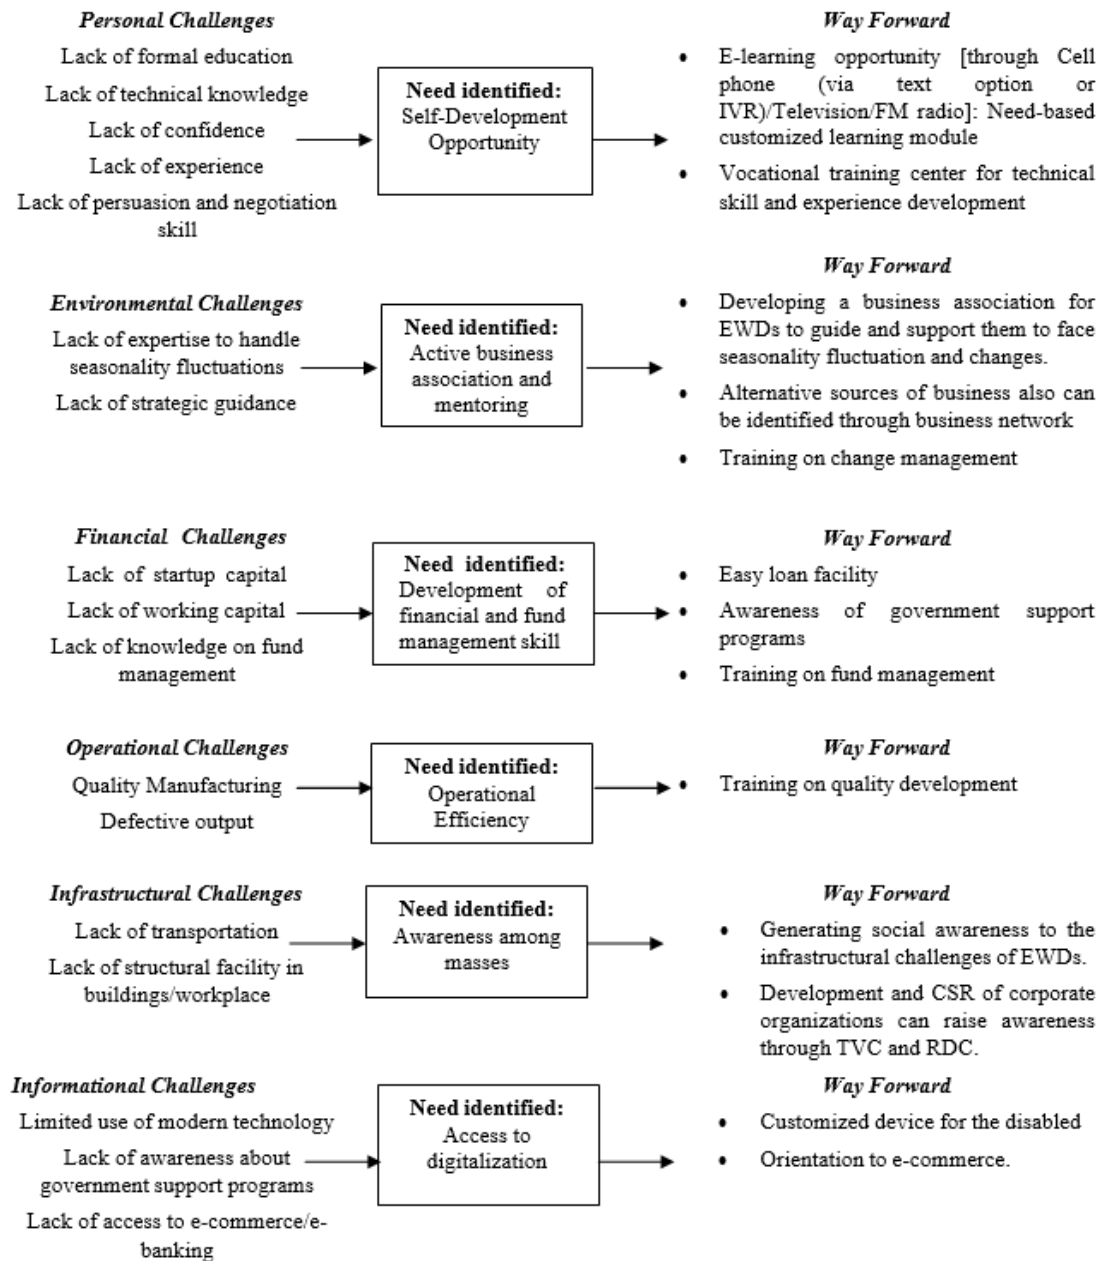 Personal Challenges
Lack of formal education
Lack of technical knowledge
Lack of confidence
Lack of experience
Lack of persuasion and negotiation
skill
Need identified:
Self-Development
Opportunity
Way Forward
• E-learning opportunity [through Cell
phone (via text option or
IVR)/Television/FM radio]: Need-based
customized learning module
• Vocational training center for technical
skill and experience development
Environmental Challenges
Lack of expertise to handle
seasonality fluctuations
Lack of strategic guidance
Need identified:
Active business
association and
mentoring
Way Forward
• Developing a business association for
EWDs to guide and support them to face
seasonality fluctuation and changes.
• Alternative sources of business also can
be identified through business network
• Training on change management
Financial Challenges
Lack of startup capital
Lack of working capital
Lack of knowledge on fund
management
Need identified:
Development of
financial and fund
management skill
Way Forward
• Easy loan facility
• Awareness of government support
programs
• Training on fund management
Operational Challenges
Quality Manufacturing
Defective output
Need identified:
Operational
Efficiency
Way Forward
• Training on quality development
Infrastructural Challenges
Lack of transportation
Lack of structural facility in
buildings/workplace
Need identified:
Awareness among
masses
Way Forward
• Generating social awareness to the
infrastructural challenges of EWDs.
• Development and CSR of corporate
organizations can raise awareness
through TVC and RDC.
Informational Challenges
Limited use of modern technology
Lack of awareness about
government support programs
Lack of access to e-commerce/e-
banking
Need identified:
Access to
digitalization
Way Forward
• Customized device for the disabled
• Orientation to e-commerce.